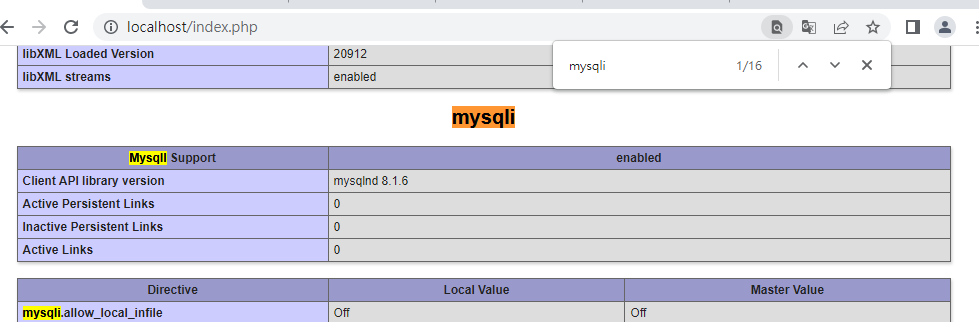 localhost/index.php
mysqli 1/16
libXML Loaded Version 20912
libXML streams enabled
mysqli
MysqlI Support enabled
Client API library version mysqlnd 8.1.6
Active Persistent Links 0
Inactive Persistent Links 0
Active Links 0
Directive Local Value Master Value
mysqli.allow_local_infile Off Off